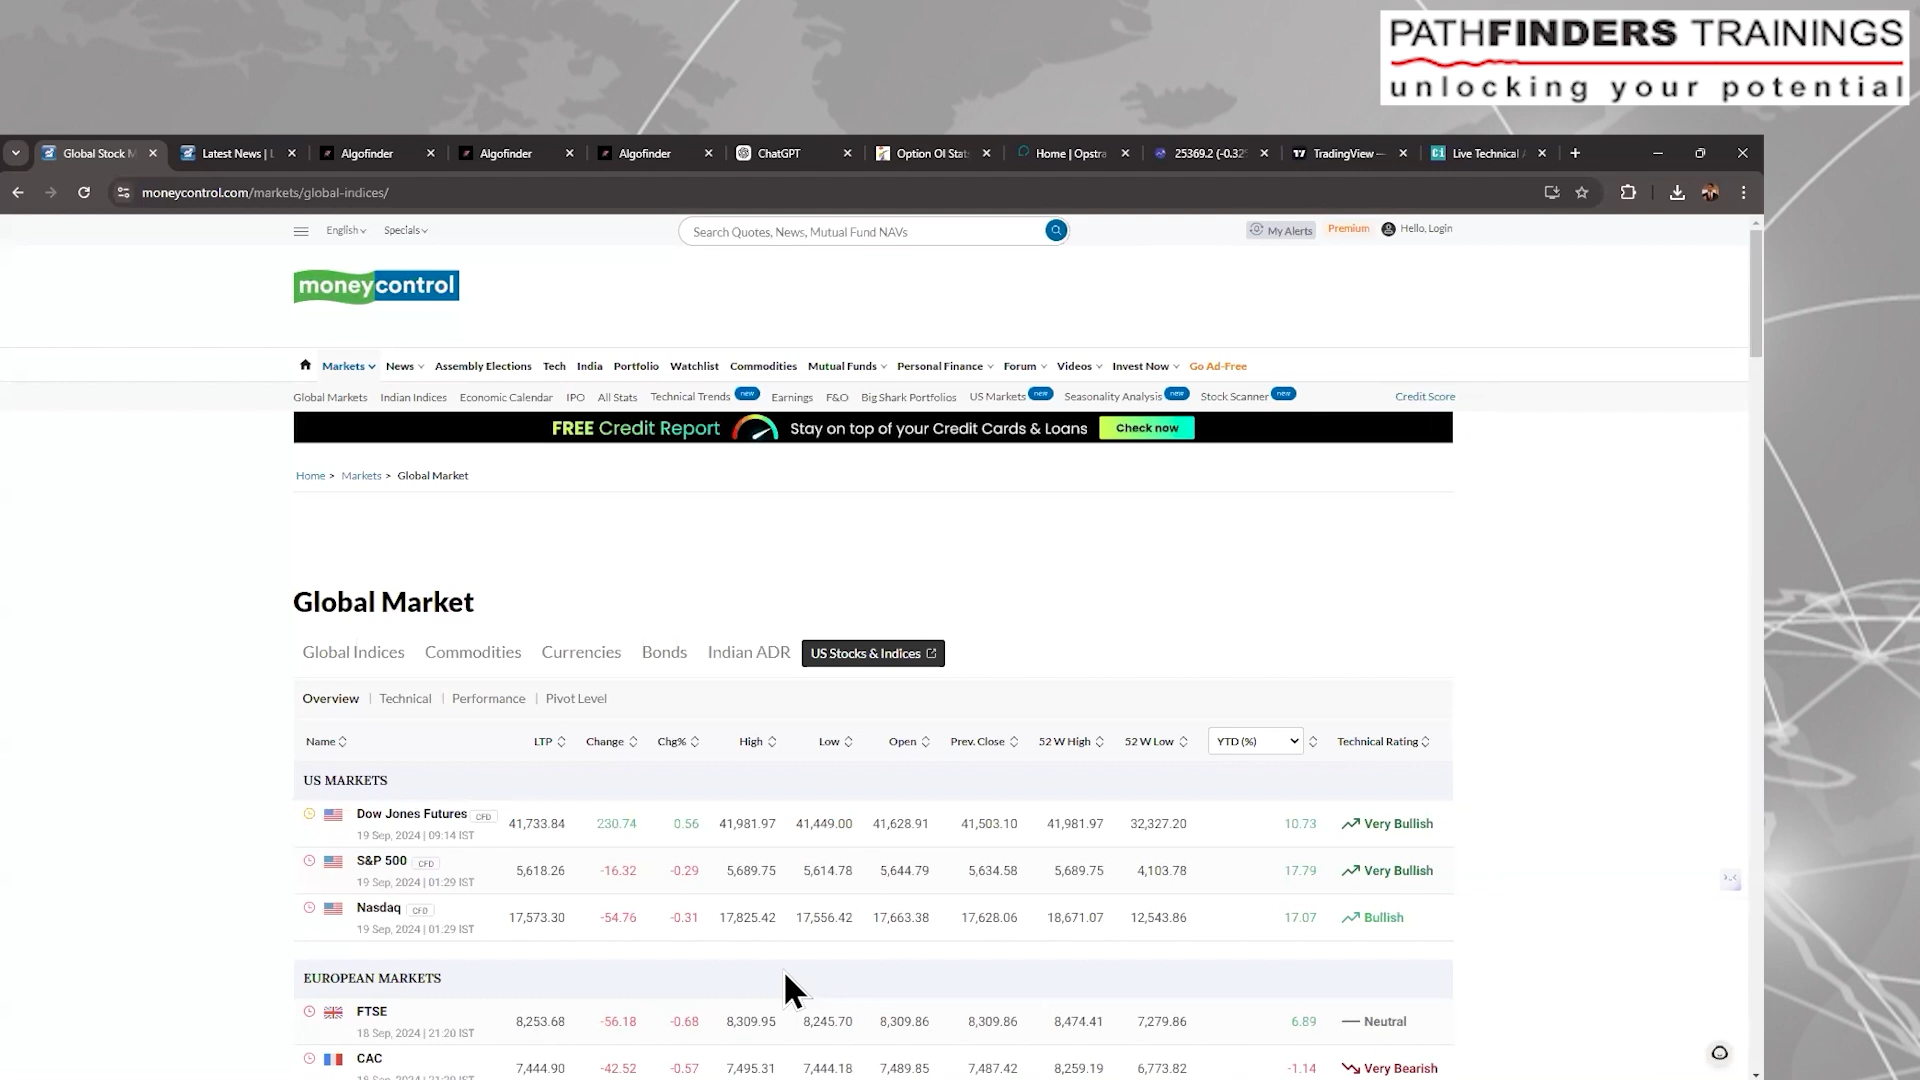 PATHFINDERS TRAININGS
unlocking your potential
Global Stock M
Latest News | L
Algofinder
Algofinder
Algofinder
ChatGPT
Option OI Stat
Home | Opstra
25369.2 (-0.32%
TradingView —
Live Technical
moneycontrol.com/markets/global-indices/
English Specials Search Quotes, News, Mutual Fund NAVs My Alerts Premium Hello, Login
moneycontrol
Markets News Assembly Elections Tech India Portfolio Watchlist Commodities Mutual Funds Personal Finance Forum Videos Invest Now Go Ad-Free
Global Markets Indian Indices Economic Calendar IPO All Stats Technical Trends new Earnings F&O Big Shark Portfolios US Markets new Seasonality Analysis new Stock Scanner new Credit Score
FREE Credit Report Stay on top of your Credit Cards & Loans Check now
Home > Markets > Global Market
Global Market
Global Indices Commodities Currencies Bonds Indian ADR US Stocks & Indices
Overview | Technical | Performance | Pivot Level
Name LTP Change Chg% High Low Open Prev. Close 52 W High 52 W Low YTD (%) Technical Rating
US MARKETS
Dow Jones Futures CFD 41,733.84 230.74 0.56 41,981.97 41,449.00 41,628.91 41,503.10 41,981.97 32,327.20 10.73 Very Bullish
19 Sep, 2024 | 09:14 IST
S&P 500 CFD 5,618.26 -16.32 -0.29 5,689.75 5,614.78 5,644.79 5,634.58 5,689.75 4,103.78 17.79 Very Bullish
19 Sep, 2024 | 01:29 IST
Nasdaq CFD 17,573.30 -54.76 -0.31 17,825.42 17,556.42 17,663.38 17,628.06 18,671.07 12,543.86 17.07 Bullish
19 Sep, 2024 | 01:29 IST
EUROPEAN MARKETS
FTSE 8,253.68 -56.18 -0.68 8,309.95 8,245.70 8,309.86 8,309.86 8,474.41 7,279.86 6.89 Neutral
18 Sep, 2024 | 21:20 IST
CAC 7,444.90 -42.52 -0.57 7,495.31 7,444.18 7,489.85 7,487.42 8,259.19 6,773.82 -1.14 Very Bearish